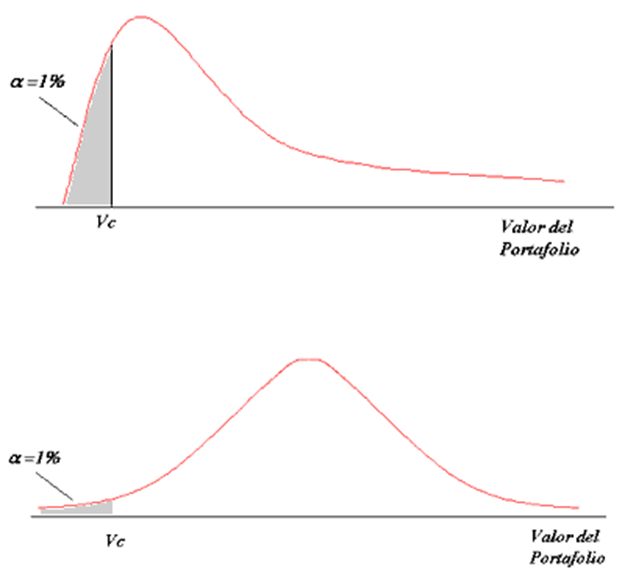 α=1%
Vc
Valor del
Portafolio
α=1%
Vc
Valor del
Portafolio